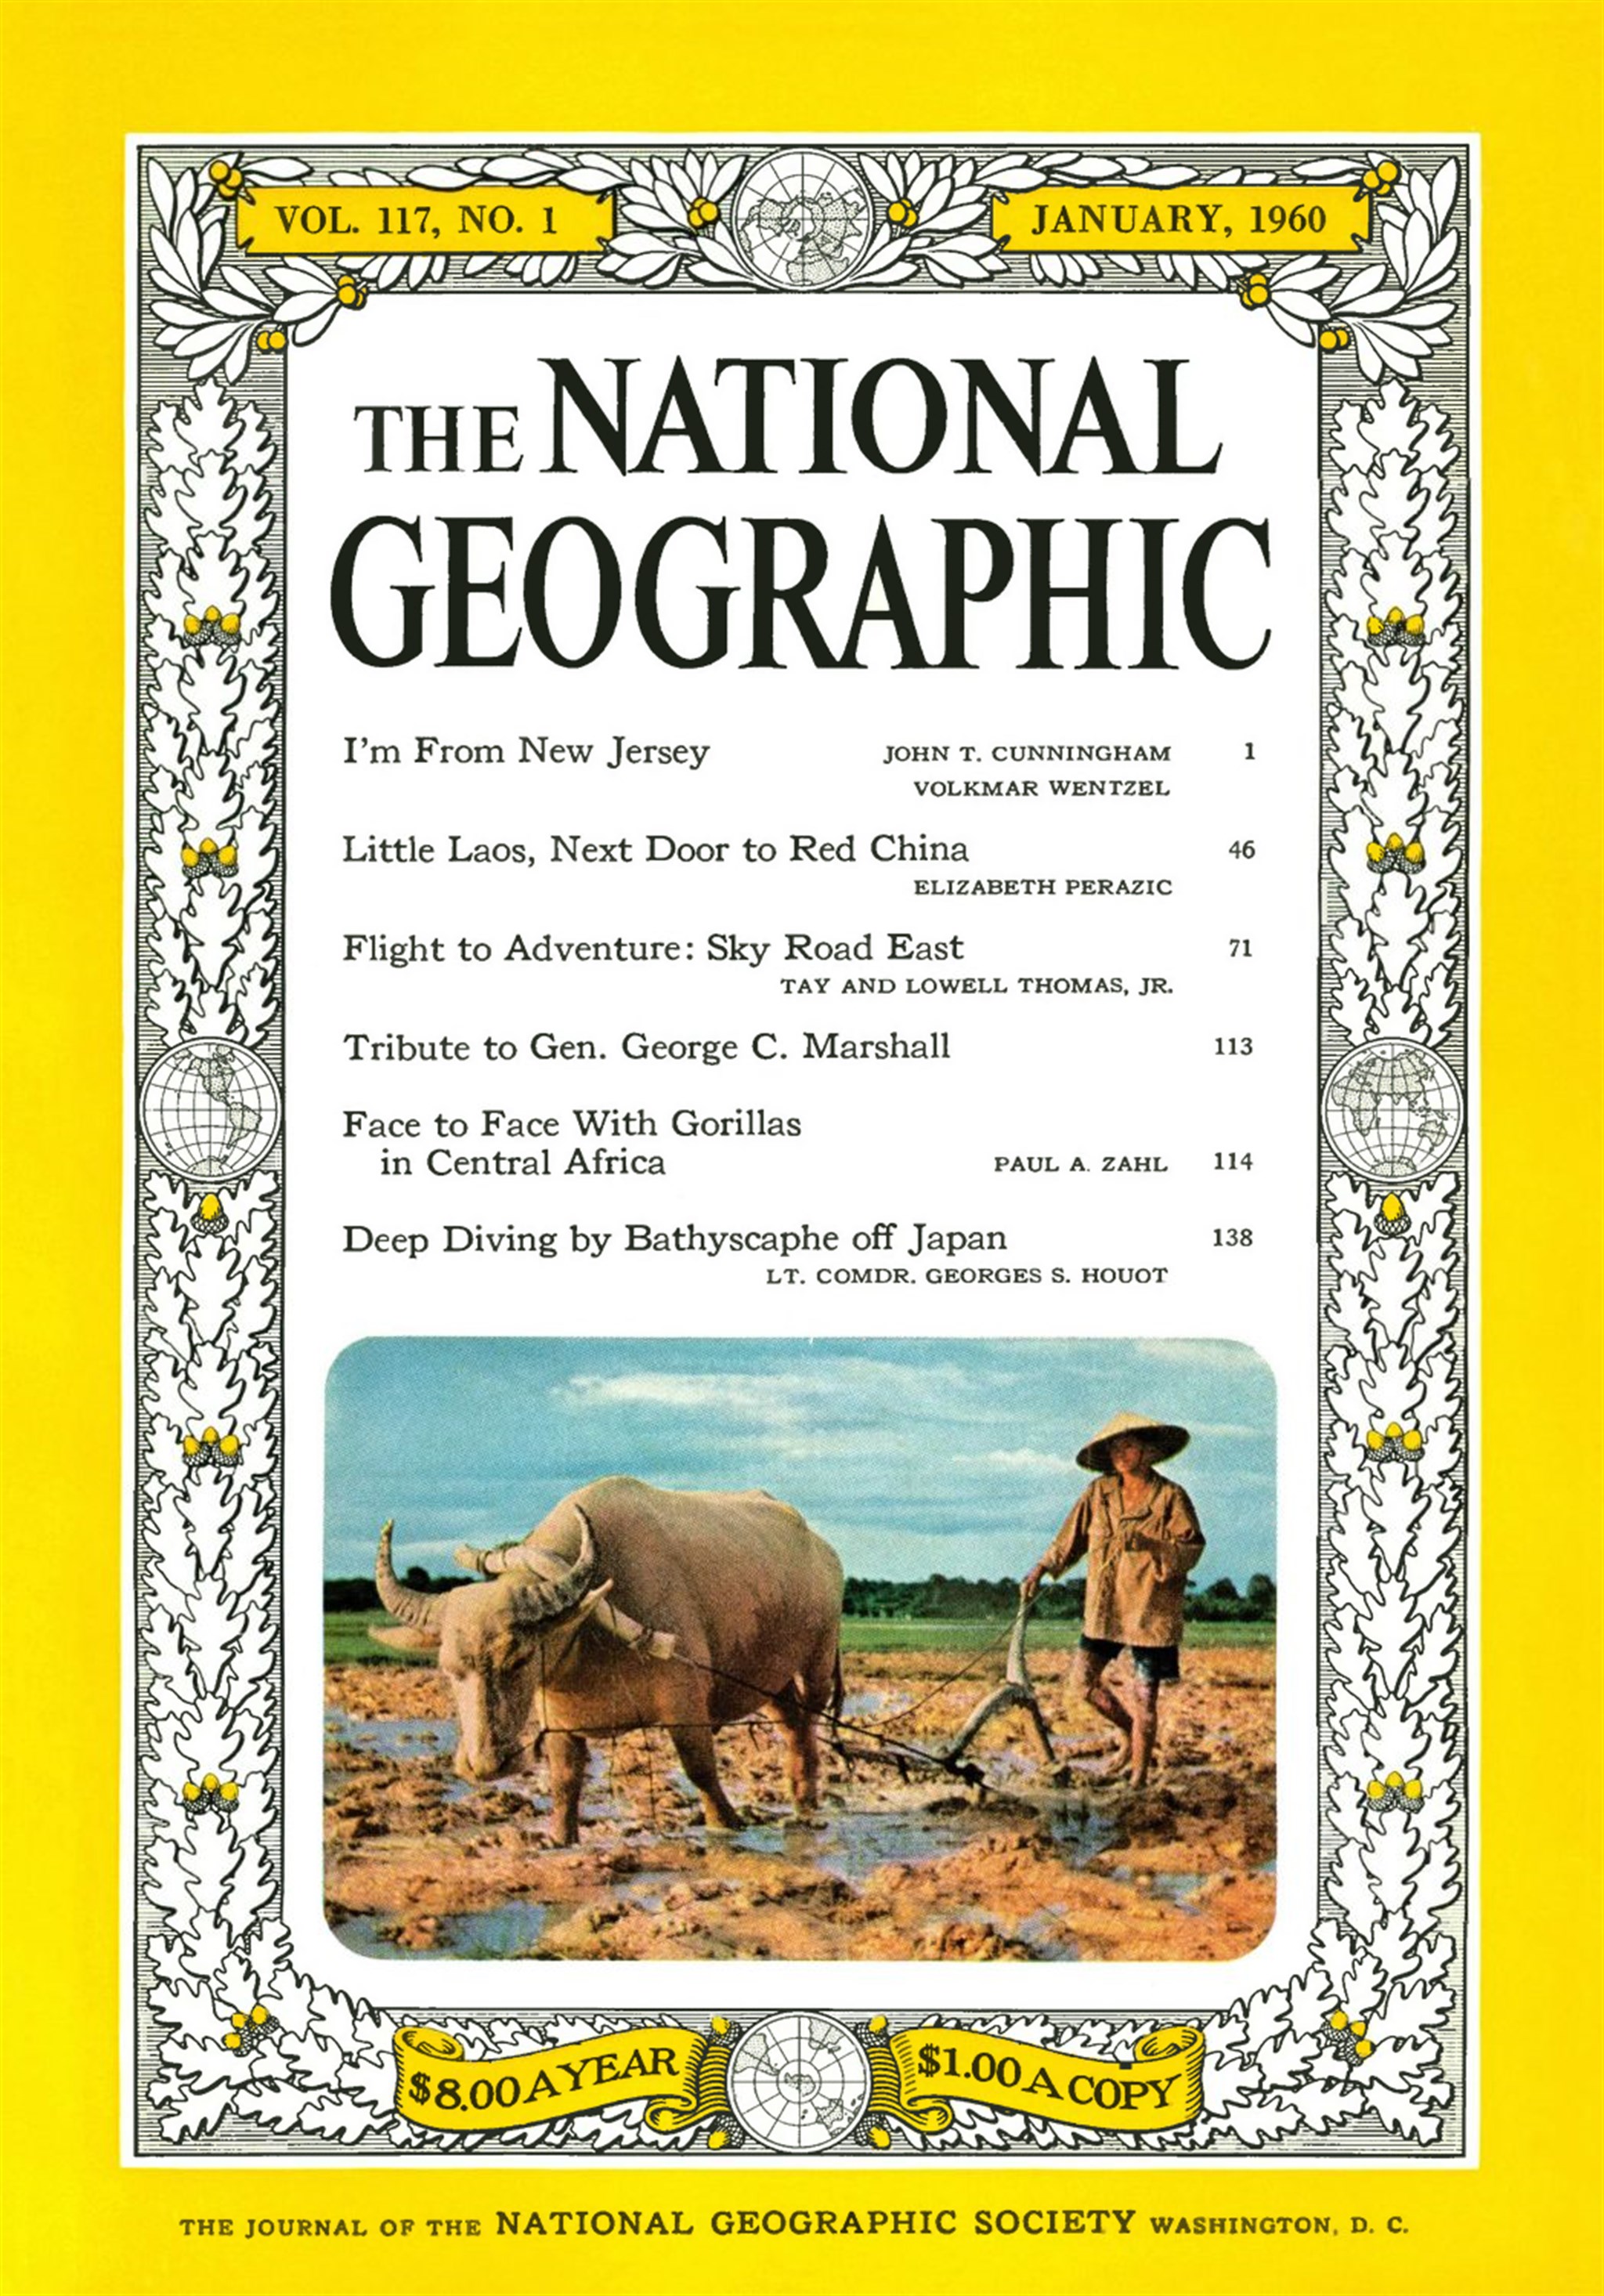 VOL. 117, NO. 1
JANUARY, 1960
THE NATIONAL
GEOGRAPHIC
I'm From New Jersey JOHN T. CUNNINGHAM 1
VOLKMAR WENTZEL
Little Laos, Next Door to Red China 46
ELIZABETH PERAZIC
Flight to Adventure: Sky Road East 71
TAY AND LOWELL THOMAS, JR.
Tribute to Gen. George C. Marshall 113
Face to Face With Gorillas
in Central Africa PAUL A. ZAHL 114
Deep Diving by Bathyscaphe off Japan 138
LT. COMDR. GEORGES S. HOUOT
$8.00 A YEAR
$1.00 A COPY
THE JOURNAL OF THE NATIONAL GEOGRAPHIC SOCIETY WASHINGTON, D. C.